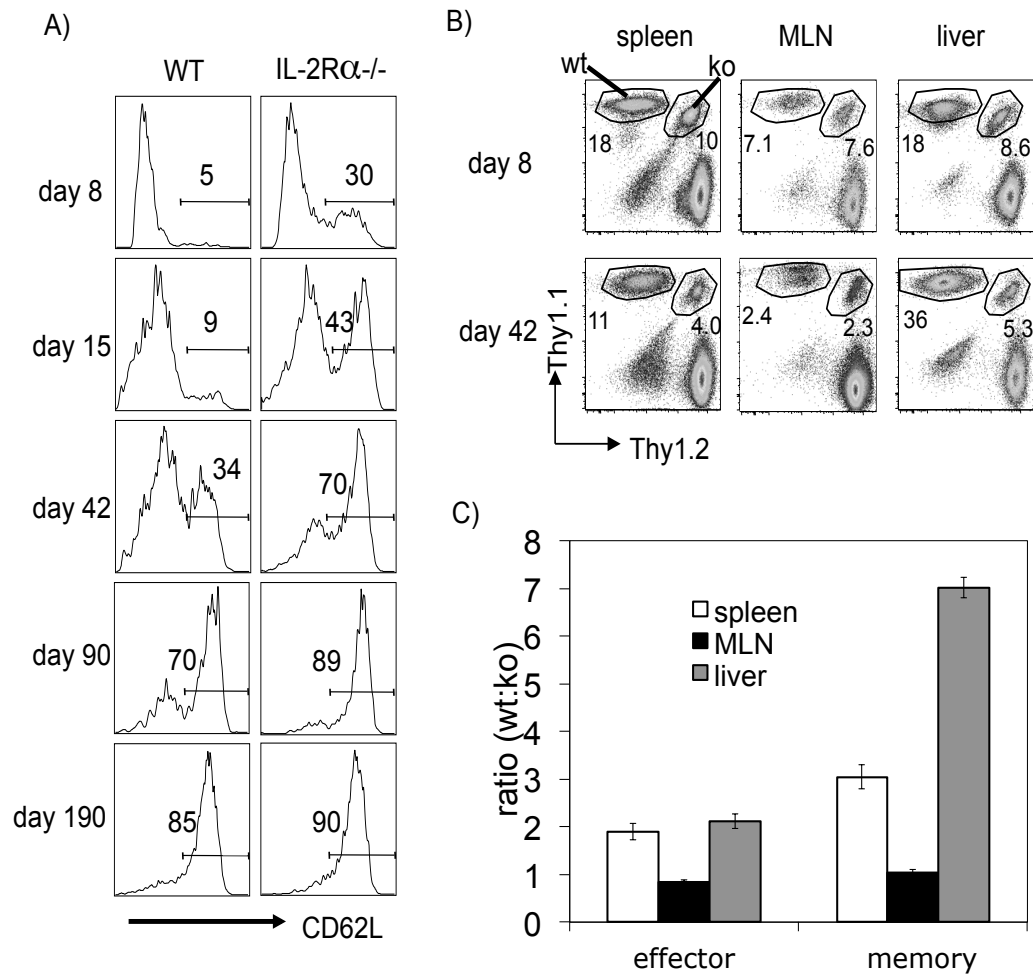 A)
WT IL-2Rα-/-
day 8 5 30
day 15 9 43
day 42 34 70
day 90 70 89
day 190 85 90
CD62L
B)
spleen MLN liver
wt ko
day 8 18 10 7.1 7.6 18 8.6
day 42 11 4.0 2.4 2.3 36 5.3
Thy1.1
Thy1.2
C)
8
7
6
5
4
3
2
1
0
ratio (wt:ko)
spleen
MLN
liver
effector memory